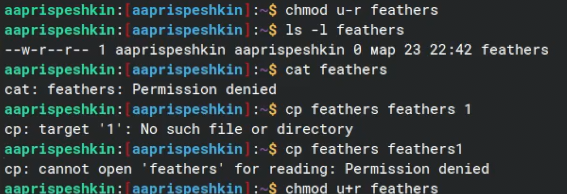 aaprispeshkin:[aaprispeshkin]:~$ chmod u-r feathers
aaprispeshkin:[aaprispeshkin]:~$ ls -l feathers
--w-r--r-- 1 aaprispeshkin aaprispeshkin 0 мар 23 22:42 feathers
aaprispeshkin:[aaprispeshkin]:~$ cat feathers
cat: feathers: Permission denied
aaprispeshkin:[aaprispeshkin]:~$ cp feathers feathers 1
cp: target '1': No such file or directory
aaprispeshkin:[aaprispeshkin]:~$ cp feathers feathers1
cp: cannot open 'feathers' for reading: Permission denied
aaprispeshkin:[aaprispeshkin]:~$ chmod u+r feathers